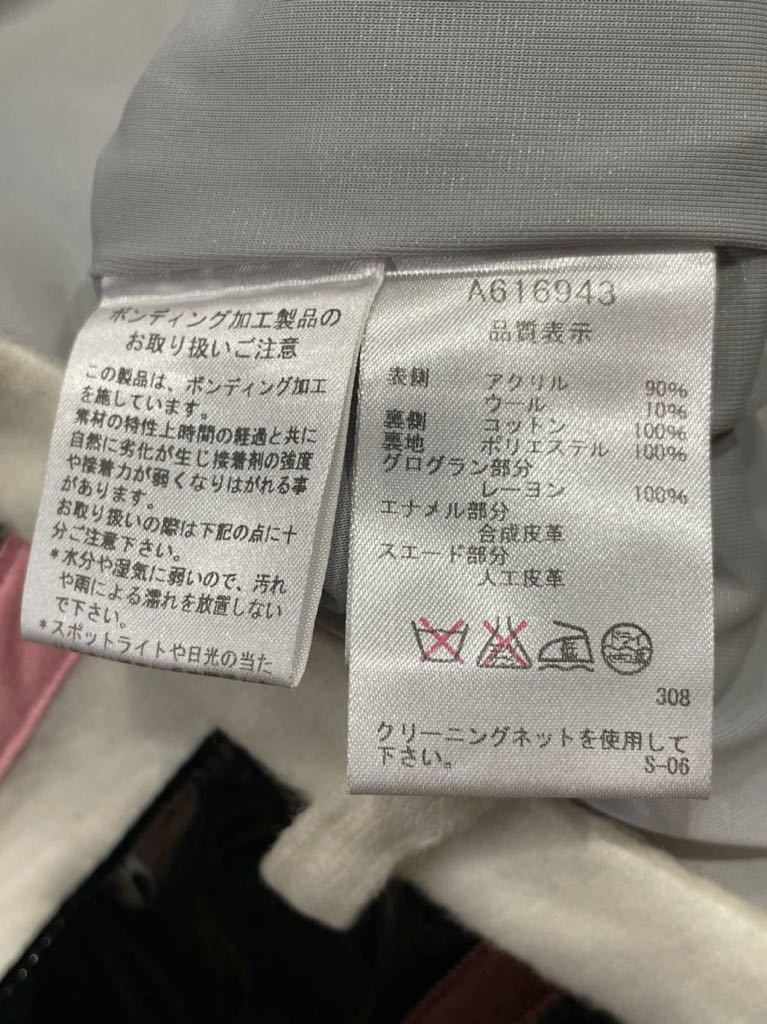 ボンディング加工製品の
お取り扱いご注意
この製品は、ボンディング加工
を施しています。
素材の特性上時間の経過と共に
自然に劣化が生じ接着剤の強度
や接着力が弱くなりはがれる事
があります。
お取り扱いの際は下記の点に十
分ご注意下さい。
*水分や湿気に弱いので、汚れ
や雨による濡れを放置しない
で下さい。
*スポットライトや日光の当た
A616943
品質表示
表側 アクリル 90%
ウール 10%
裏側 コットン 100%
裏地 ポリエステル 100%
グログラン部分
レーヨン 100%
エナメル部分
合成皮革
スエード部分
人工皮革
低 ドライ
308
クリーニングネットを使用して
下さい。 S-06